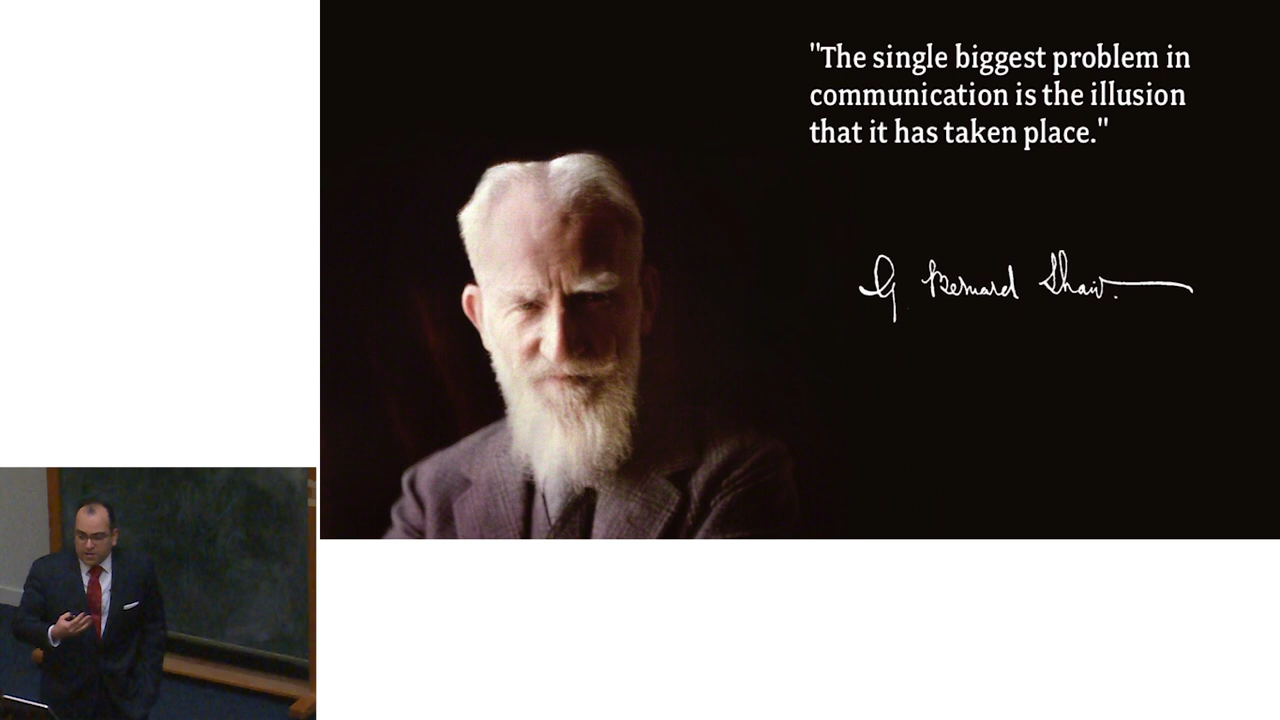 "The single biggest problem in
communication is the illusion
that it has taken place."
G Bernard Shaw.